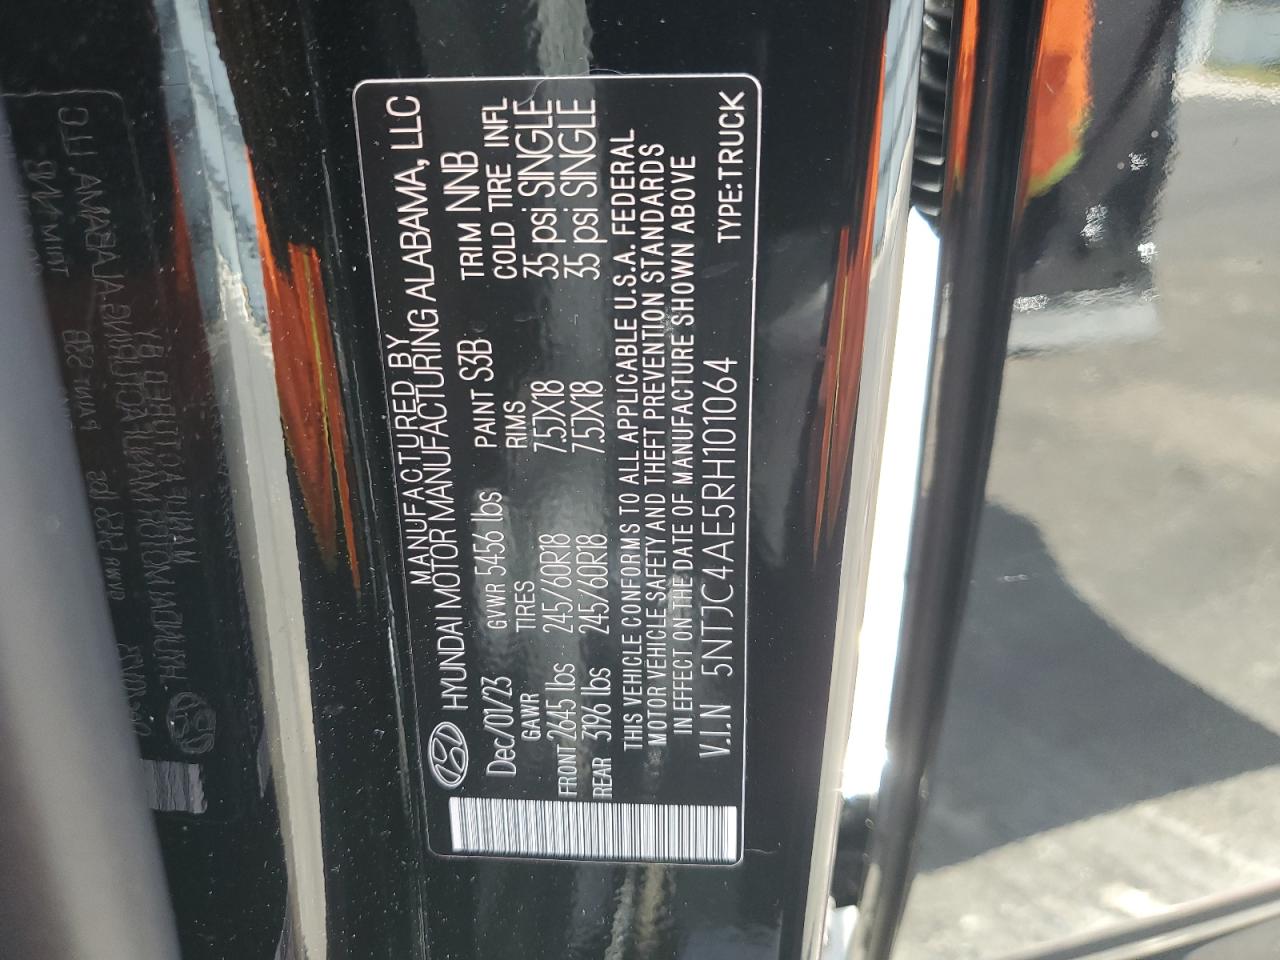 MANUFACTURED BY
HYUNDAI MOTOR MANUFACTURING ALABAMA, LLC
Dec/01/23 GVWR 5456 lbs PAINT S3B TRIM NNB
GAWR TIRES RIMS COLD TIRE INFL
FRONT 2645 lbs 245/60R18 7.5JX18 35 psi SINGLE
REAR 3196 lbs 245/60R18 7.5JX18 35 psi SINGLE
THIS VEHICLE CONFORMS TO ALL APPLICABLE U.S.A. FEDERAL
MOTOR VEHICLE SAFETY AND THEFT PREVENTION STANDARDS
IN EFFECT ON THE DATE OF MANUFACTURE SHOWN ABOVE
V.I.N 5NTJC4AE5RH101064 TYPE:TRUCK